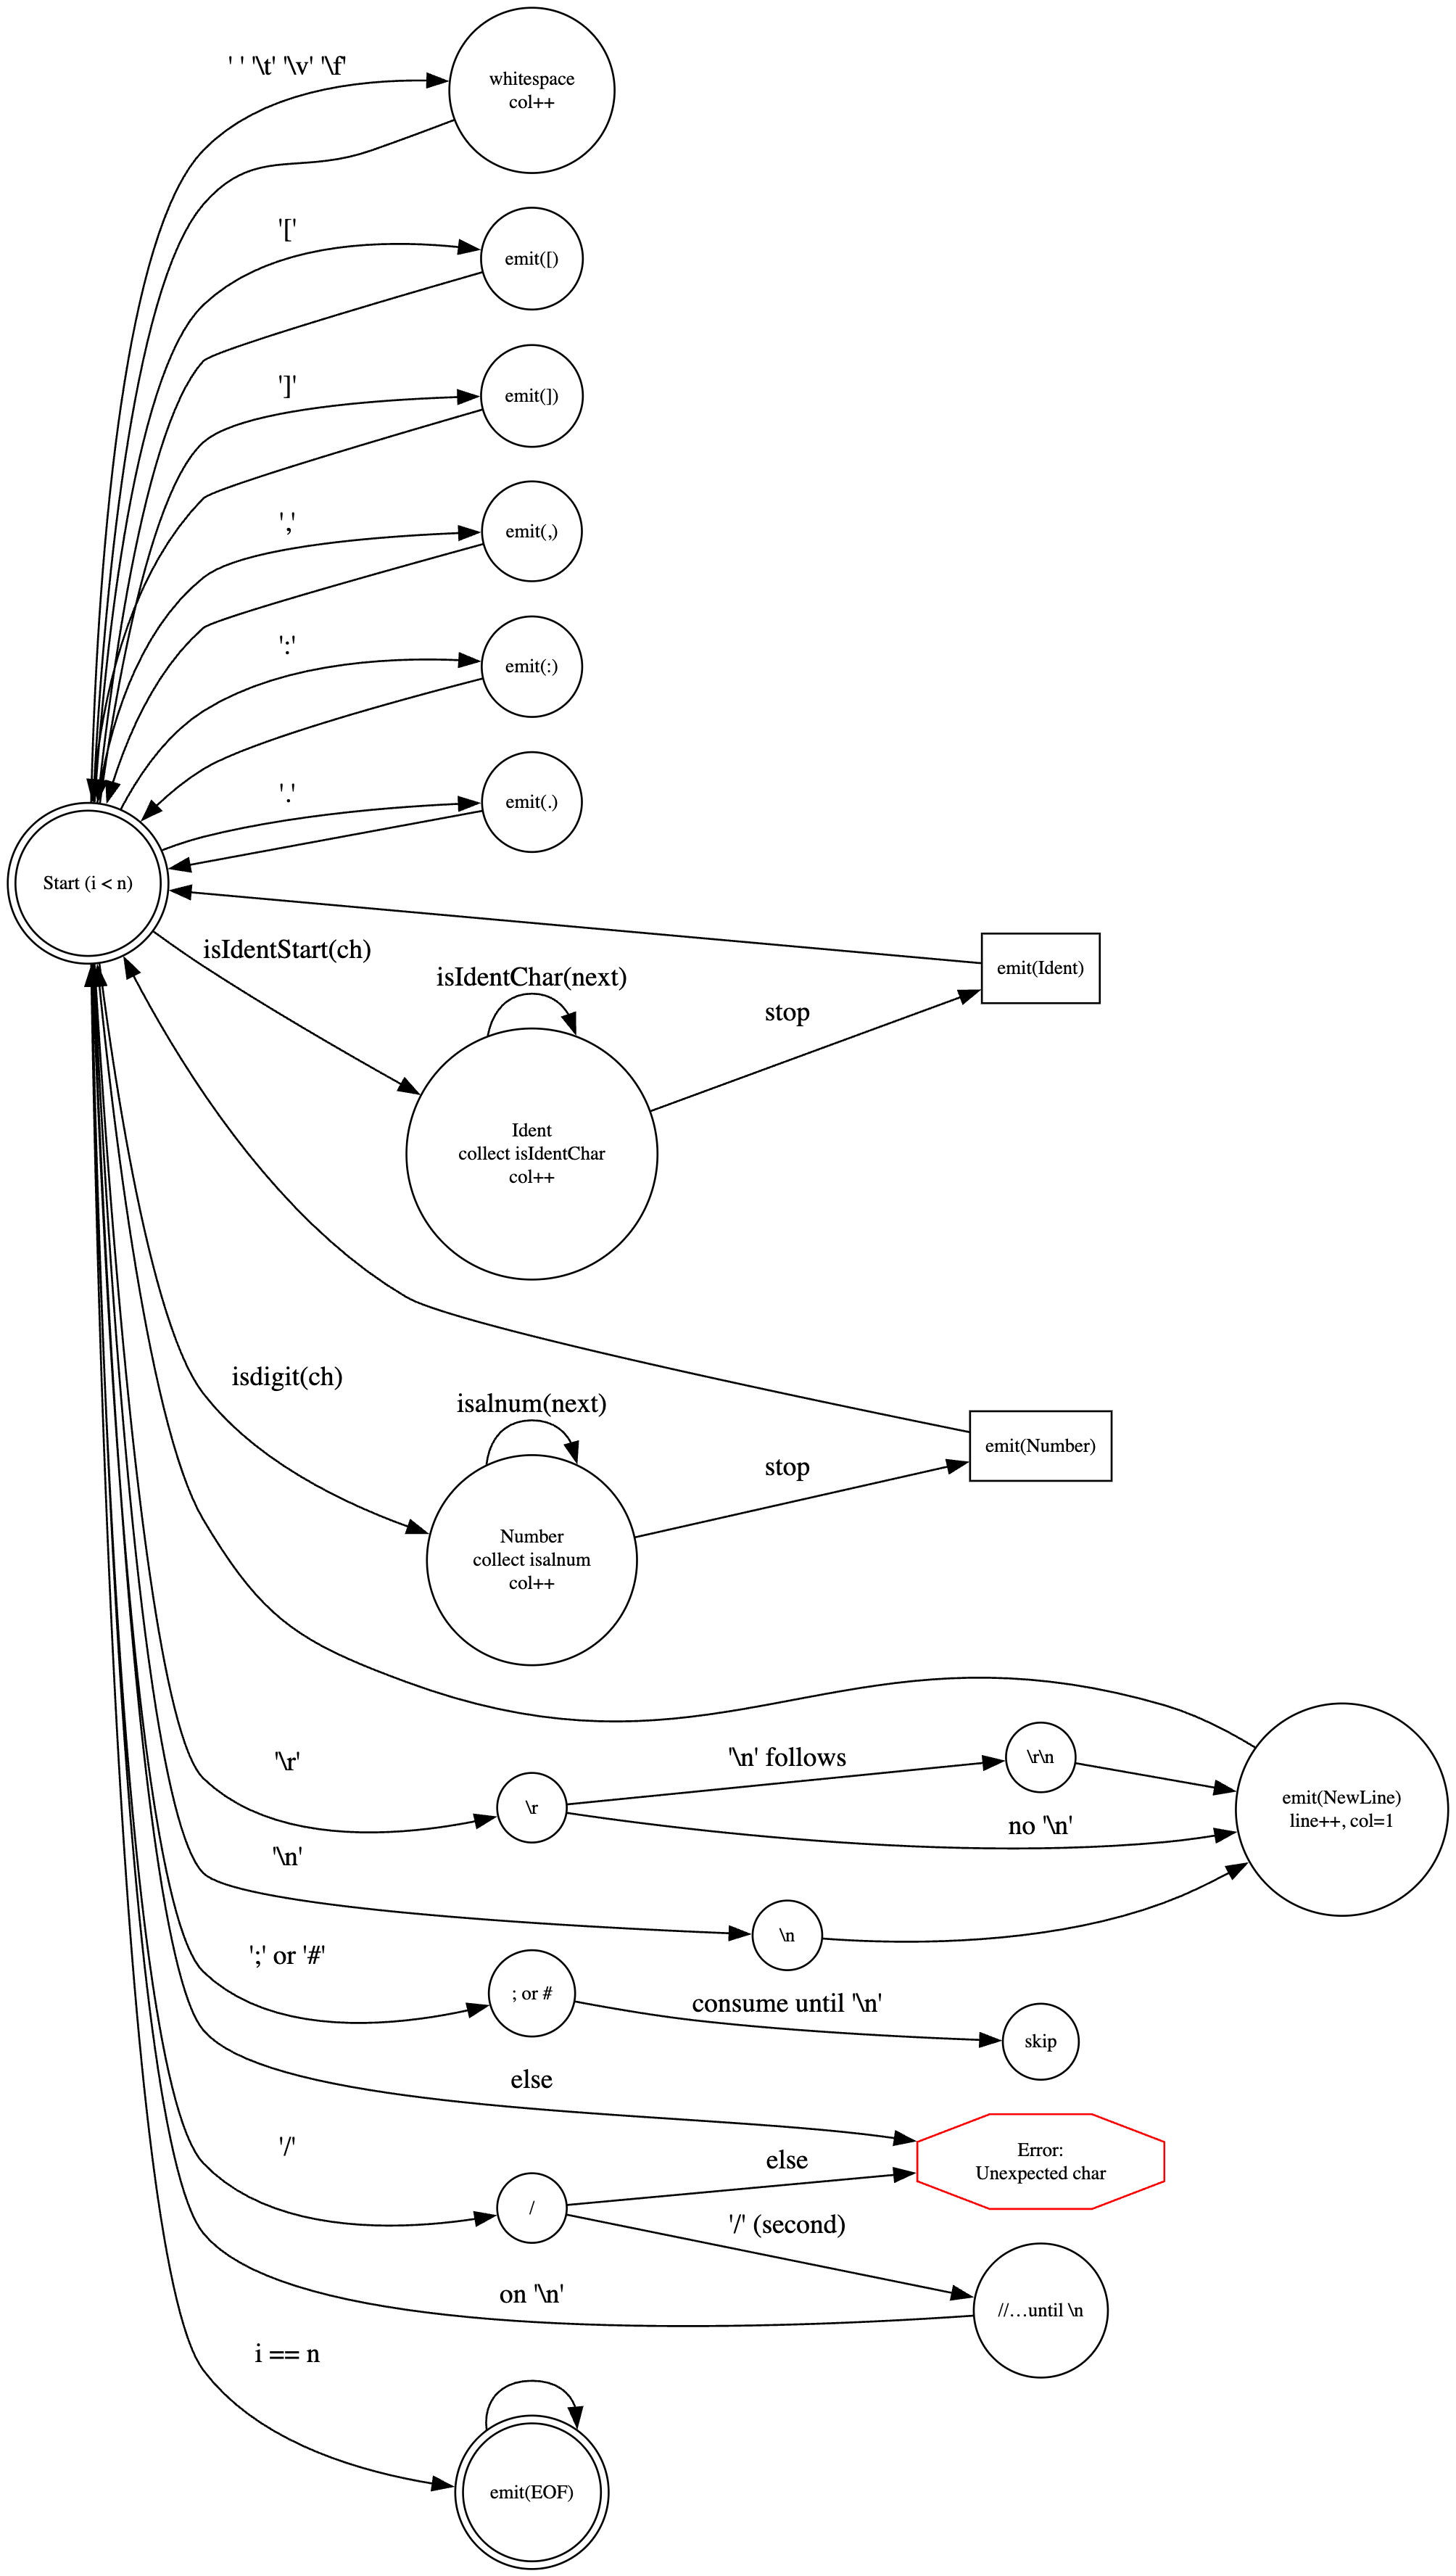 ' ' '\t' '\v' '\f'
whitespace
col++
'['
emit([)
']'
emit(])
','
emit(,)
':'
emit(:)
'.'
emit(.)
Start (i < n)
isIdentStart(ch)
isIdentChar(next)
Ident
collect isIdentChar
col++
stop
emit(Ident)
isdigit(ch)
isalnum(next)
Number
collect isalnum
col++
stop
emit(Number)
'\r'
\r
'\n' follows
\r\n
no '\n'
emit(NewLine)
line++, col=1
'\n'
\n
';' or '#'
; or #
consume until '\n'
skip
else
Error:
Unexpected char
'/'
/
else
'/' (second)
//…until \n
on '\n'
i == n
emit(EOF)